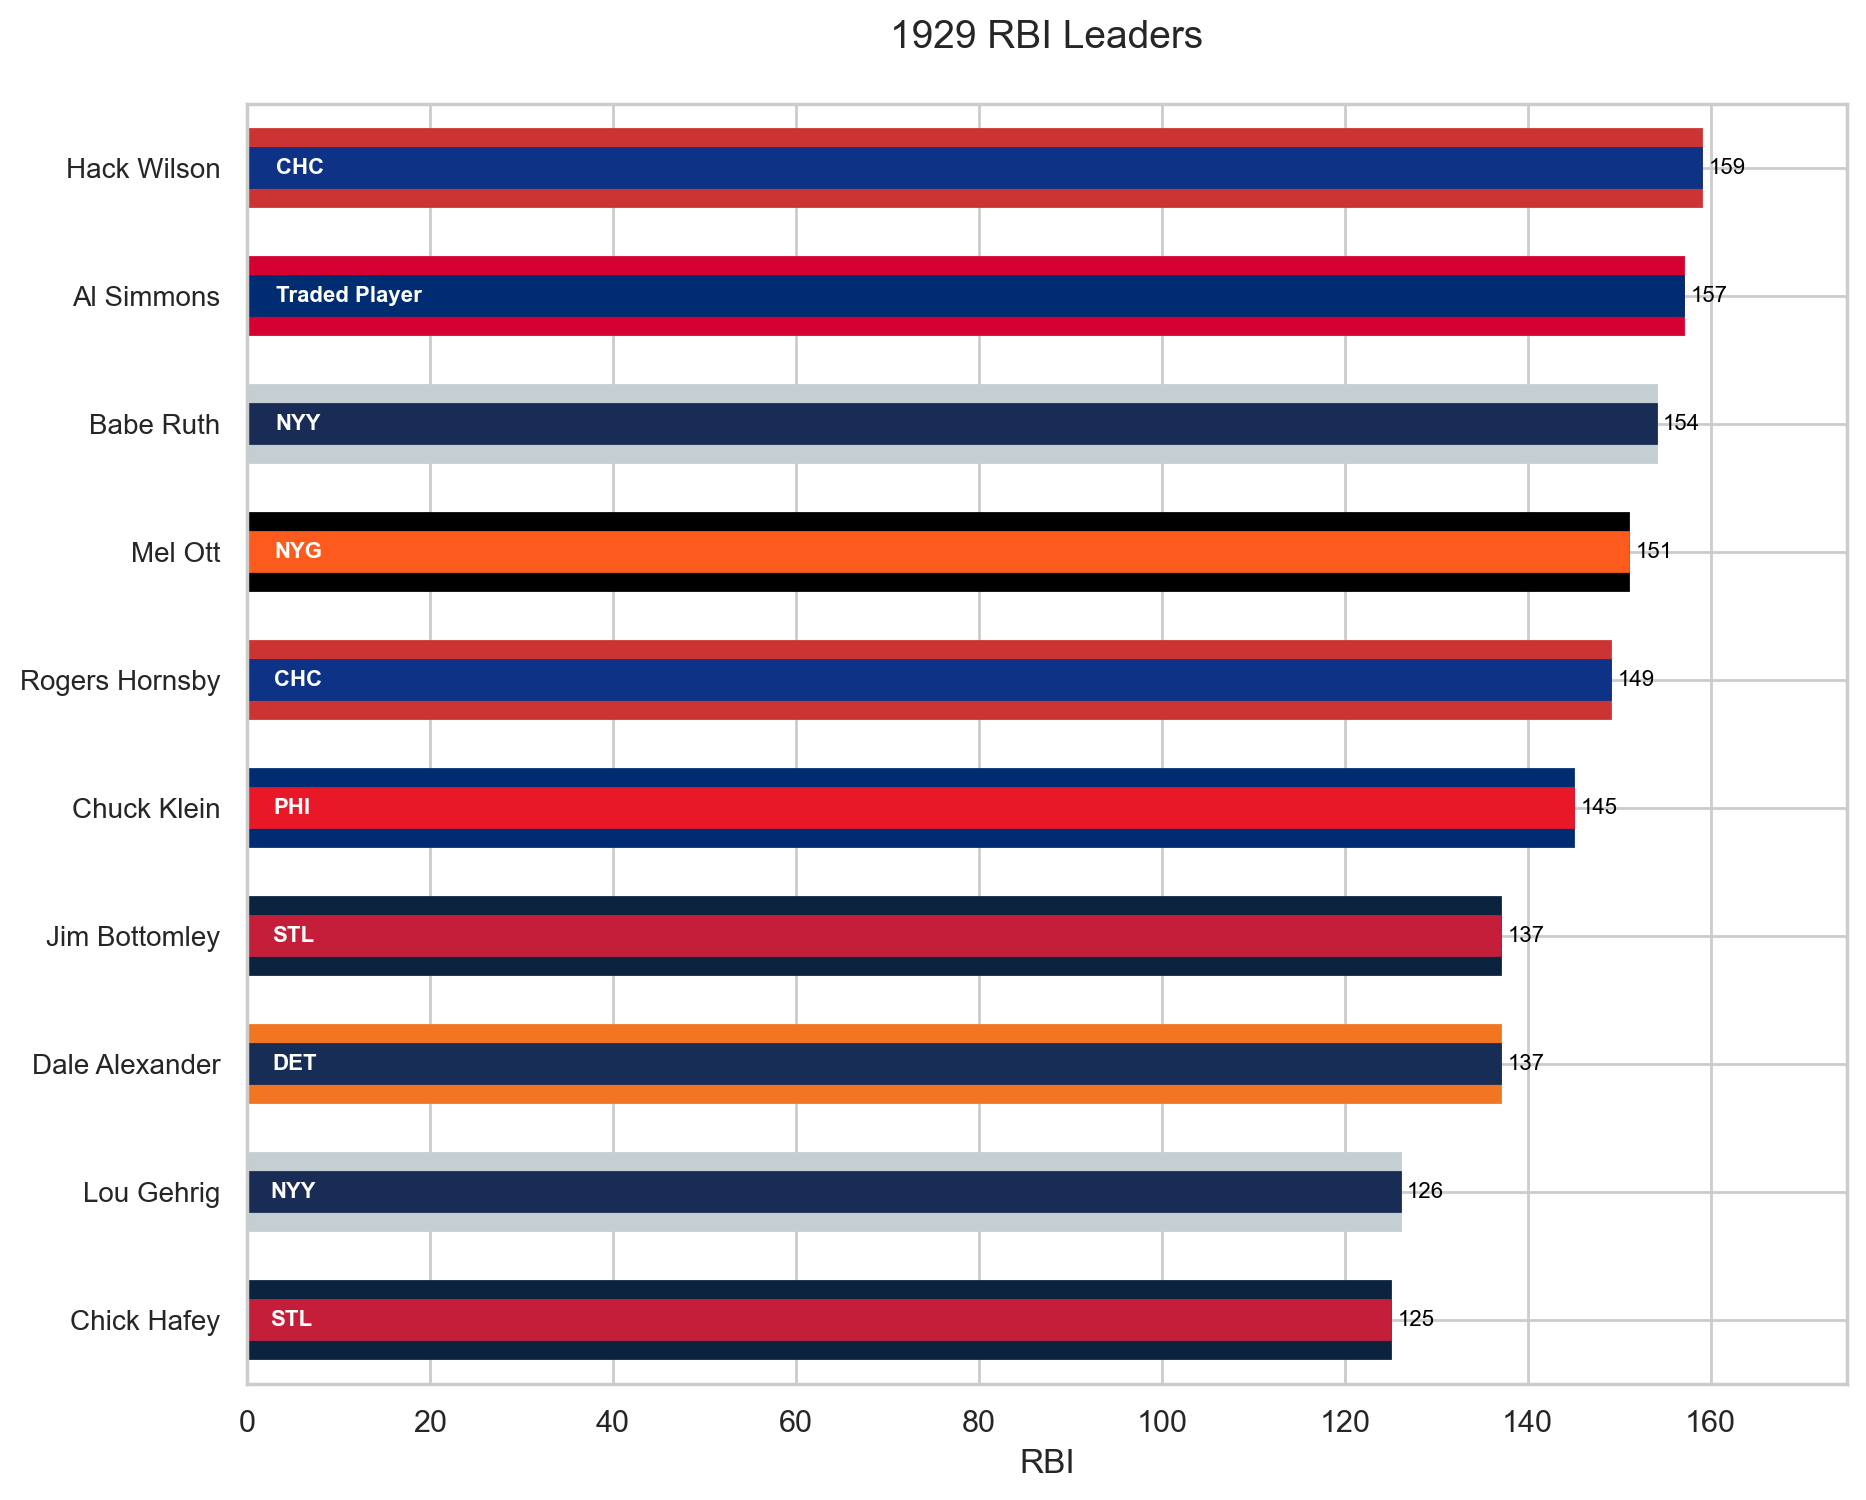 1929 RBI Leaders
Hack Wilson CHC 159
Al Simmons Traded Player 157
Babe Ruth NYY 154
Mel Ott NYG 151
Rogers Hornsby CHC 149
Chuck Klein PHI 145
Jim Bottomley STL 137
Dale Alexander DET 137
Lou Gehrig NYY 126
Chick Hafey STL 125
0 20 40 60 80 100 120 140 160
RBI